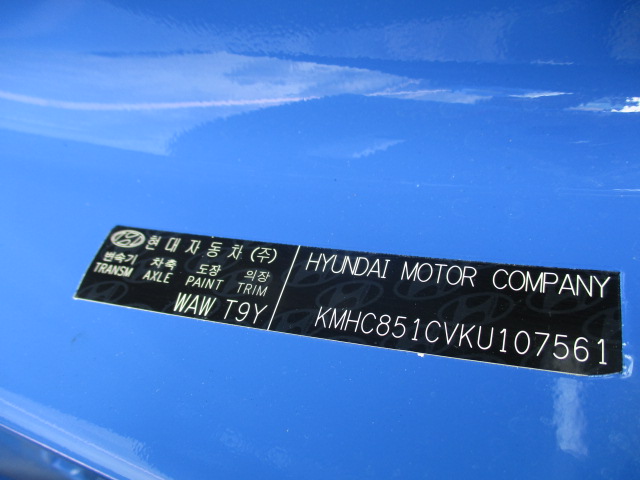 현대자동차(주)
변속기 차축 도장 의장
TRANSM AXLE PAINT TRIM
WAW T9Y
HYUNDAI MOTOR COMPANY
KMHC851CVKU107561